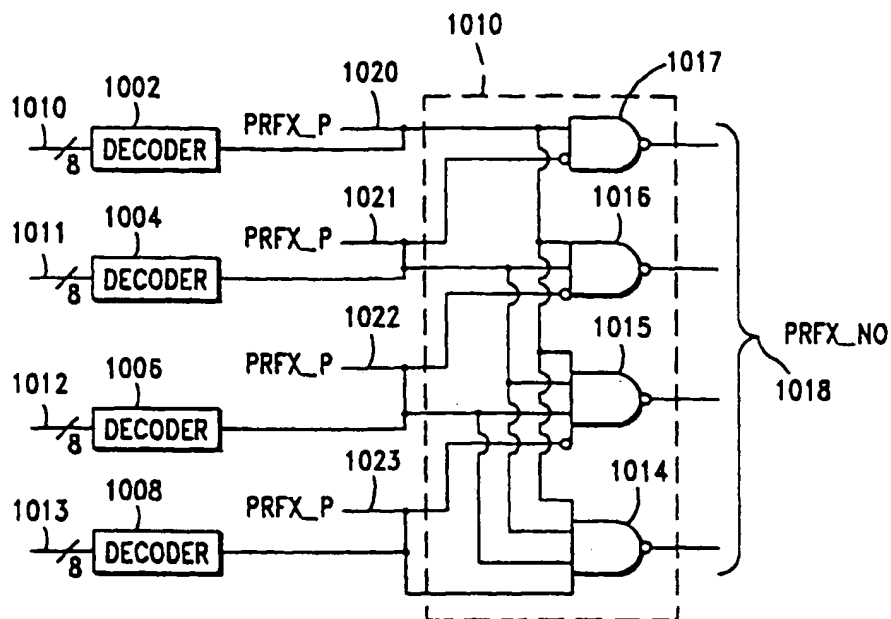 1010
1017
1002
1020
1010
PRFX_P
DECODER
8
1016
1004
1021
1011
PRFX_P
DECODER
8
1022
1015
PRFX_NO
1006
PRFX_P
1018
1012
DECODER
8
1023
1014
1008
PRFX_P
1013
DECODER
8